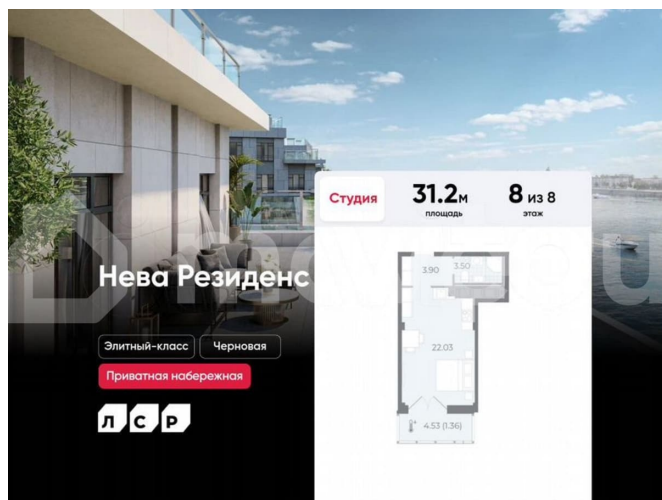 Нева Резиденс
Элитный-класс
Черновая
Приватная набережная
ЛСР
Студия
31.2м
площадь
8 из 8
этаж
3.90
3.50
22.03
4.53 (1.36)